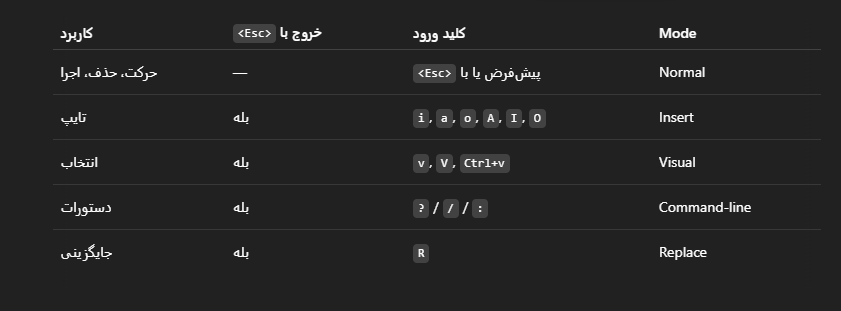 Mode کلید ورود خروج با <Esc> کاربرد
Normal پیش‌فرض یا با <Esc> — حرکت، حذف، اجرا
Insert i, a, o, A, I, O بله تایپ
Visual v, V, Ctrl+v بله انتخاب
Command-line : / / / ? بله دستورات
Replace R بله جایگزینی